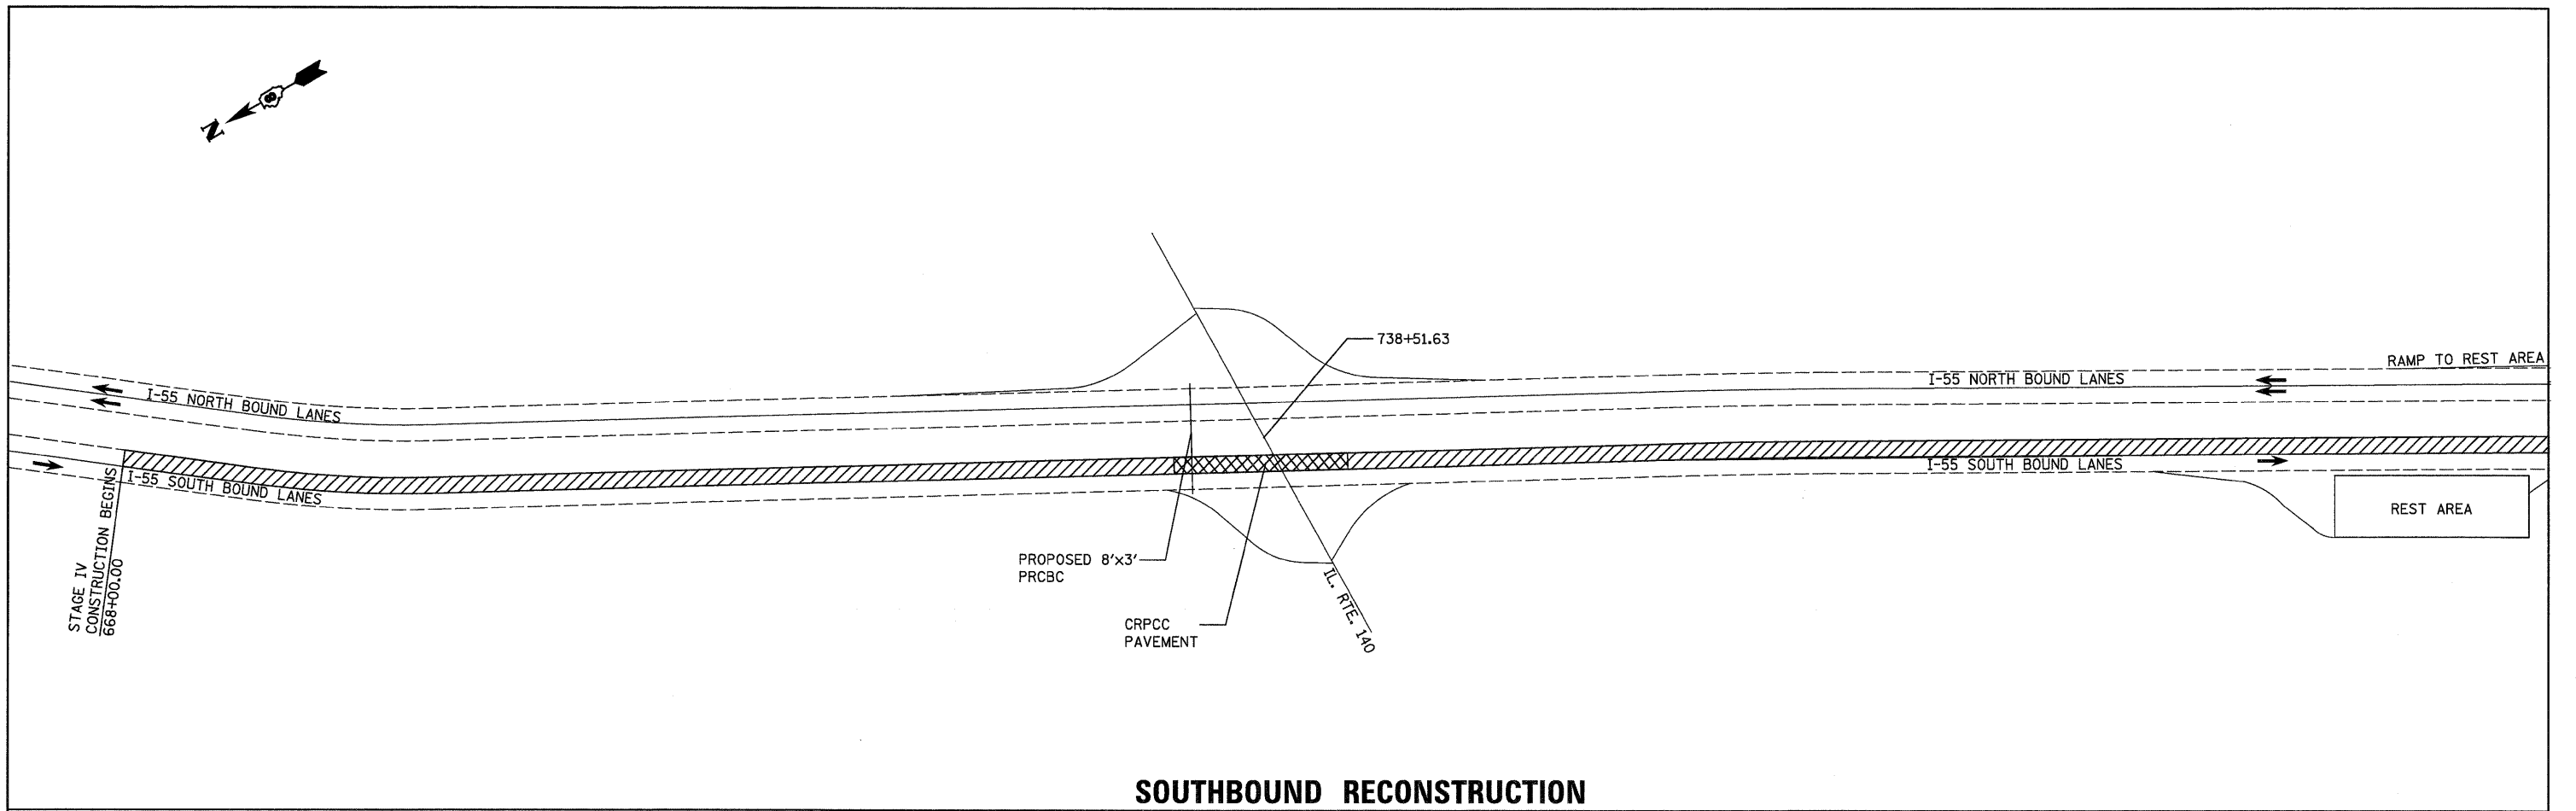 8
N
738+51.63
RAMP TO REST AREA
I-55 NORTH BOUND LANES
I-55 NORTH BOUND LANES
I-55 SOUTH BOUND LANES
I-55 SOUTH BOUND LANES
REST AREA
STAGE IV
CONSTRUCTION BEGINS
668+00.00
PROPOSED 8'x3'
PRCBC
CRPCC
PAVEMENT
IL. RTE. 140
SOUTHBOUND RECONSTRUCTION